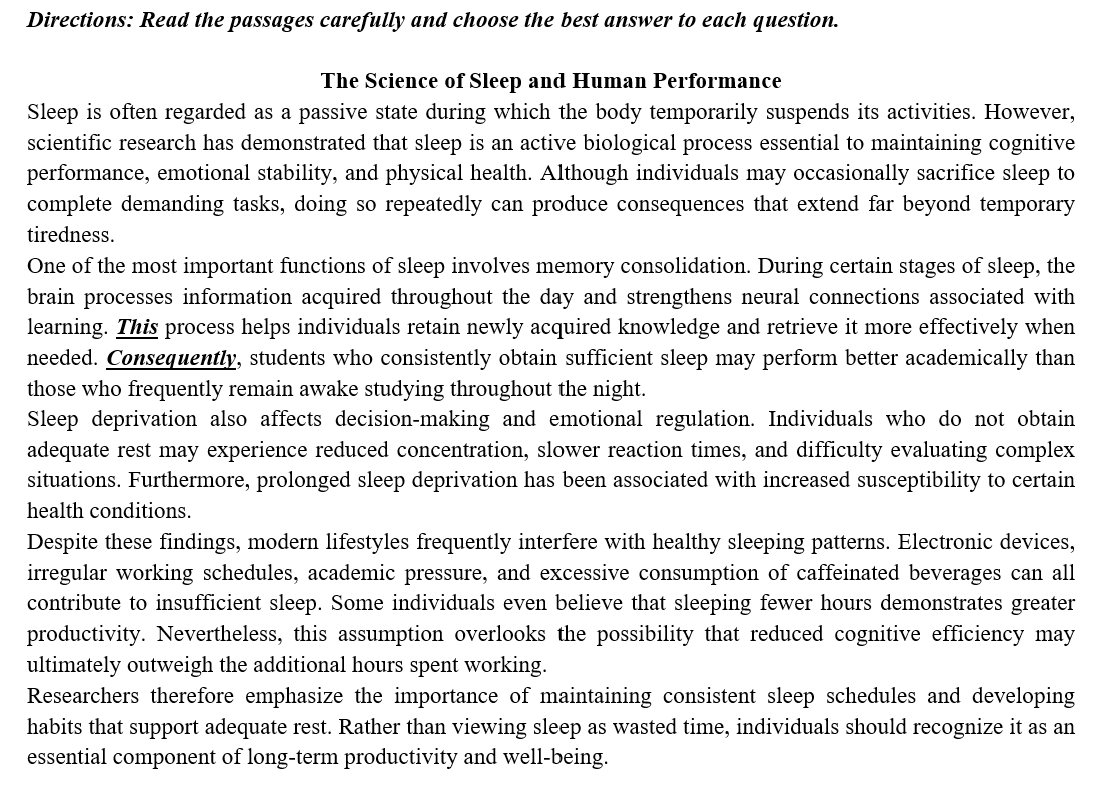 Directions: Read the passages carefully and choose the best answer to each question.
The Science of Sleep and Human Performance
Sleep is often regarded as a passive state during which the body temporarily suspends its activities. However,
scientific research has demonstrated that sleep is an active biological process essential to maintaining cognitive
performance, emotional stability, and physical health. Although individuals may occasionally sacrifice sleep to
complete demanding tasks, doing so repeatedly can produce consequences that extend far beyond temporary
tiredness.
One of the most important functions of sleep involves memory consolidation. During certain stages of sleep, the
brain processes information acquired throughout the day and strengthens neural connections associated with
learning. This process helps individuals retain newly acquired knowledge and retrieve it more effectively when
needed. Consequently, students who consistently obtain sufficient sleep may perform better academically than
those who frequently remain awake studying throughout the night.
Sleep deprivation also affects decision-making and emotional regulation. Individuals who do not obtain
adequate rest may experience reduced concentration, slower reaction times, and difficulty evaluating complex
situations. Furthermore, prolonged sleep deprivation has been associated with increased susceptibility to certain
health conditions.
Despite these findings, modern lifestyles frequently interfere with healthy sleeping patterns. Electronic devices,
irregular working schedules, academic pressure, and excessive consumption of caffeinated beverages can all
contribute to insufficient sleep. Some individuals even believe that sleeping fewer hours demonstrates greater
productivity. Nevertheless, this assumption overlooks the possibility that reduced cognitive efficiency may
ultimately outweigh the additional hours spent working.
Researchers therefore emphasize the importance of maintaining consistent sleep schedules and developing
habits that support adequate rest. Rather than viewing sleep as wasted time, individuals should recognize it as an
essential component of long-term productivity and well-being.